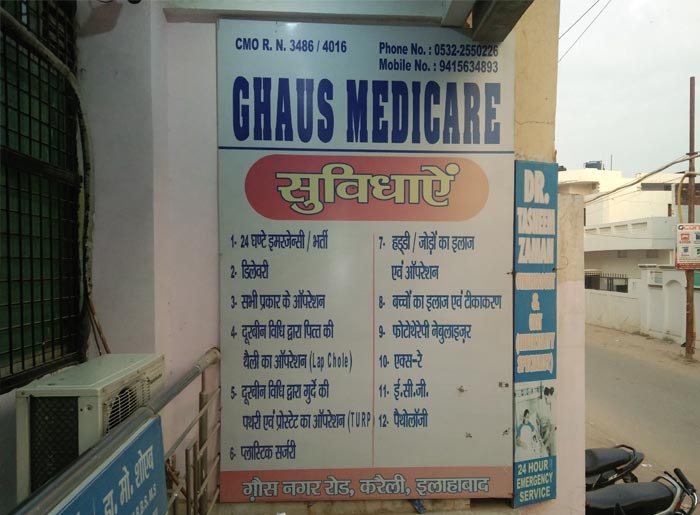 CMO R. N. 3486 / 4016
Phone No. : 0532-2550226
Mobile No. : 9415634893
GHAUS MEDICARE
सुविधाऐं
1- 24 घण्टे इमरजेन्सी / भर्ती
2- डिलेवरी
3- सभी प्रकार के ऑपरेशन
4- दूरबीन विधि द्वारा पित्त की
थैली का ऑपरेशन (Lap Chole)
5- दूरबीन विधि द्वारा गुर्दे की
पथरी एवं प्रोस्टेट का ऑपरेशन (TURP)
6- प्लास्टिक सर्जरी
7- हड्डी / जोड़ों का इलाज
एवं ऑपरेशन
8- बच्चों का इलाज एवं टीकाकरण
9- फोटोथेरेपी नेबुलाइज़र
10- एक्स-रे
11- ई.सी.जी.
12- पैथोलॉजी
ग़ौस नगर रोड, करैली, इलाहाबाद
DR.
TASNEEM
ZAMAN
&
24 HOUR
EMERGENCY
SERVICE
डा. मो. शोएब